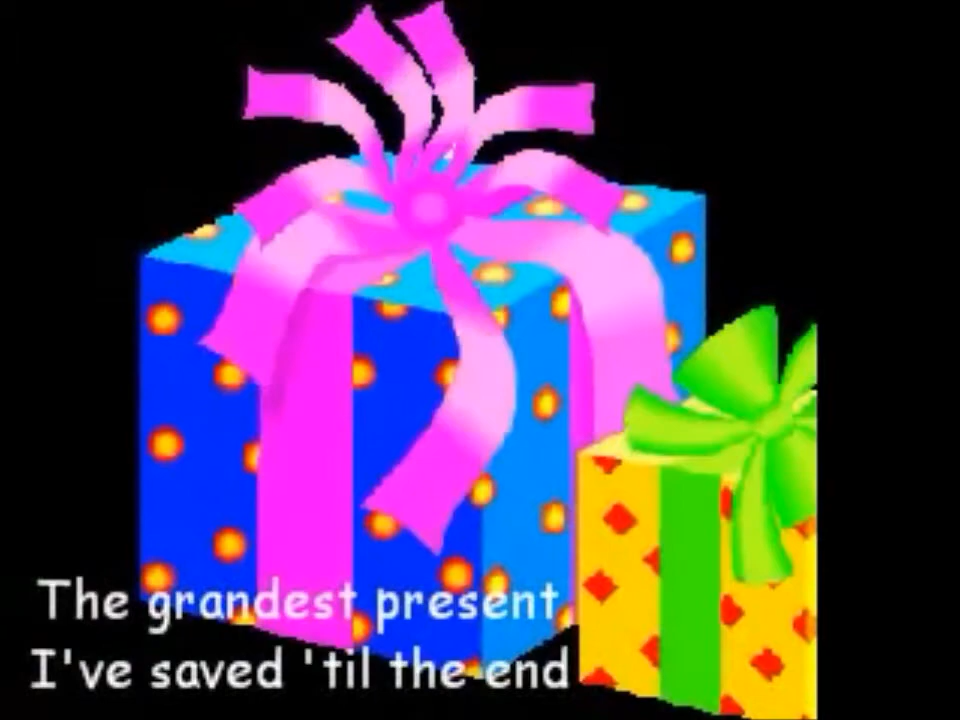 The grandest present
I've saved 'til the end